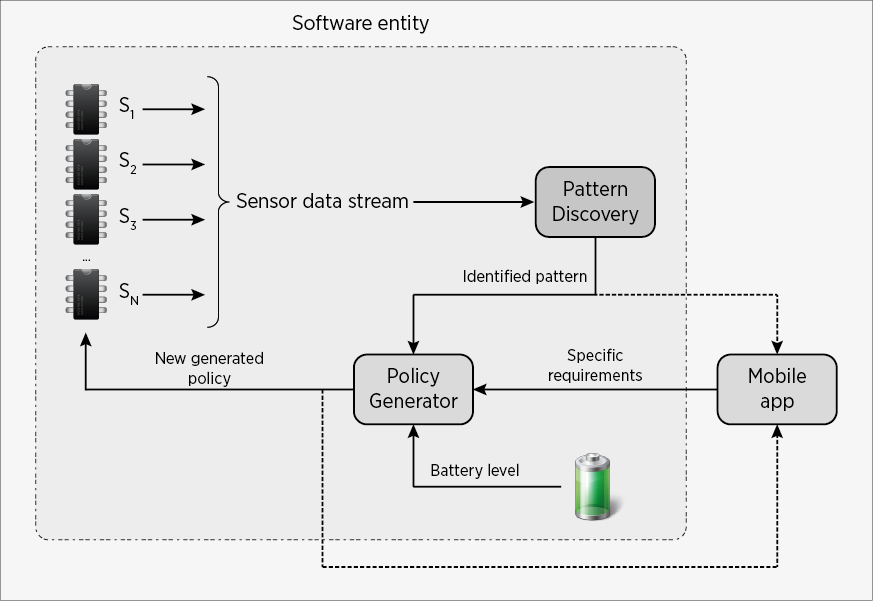 Software entity
S1
S2
S3
...
SN
Sensor data stream
Pattern
Discovery
Identified pattern
New generated
policy
Policy
Generator
Specific
requirements
Mobile
app
Battery level